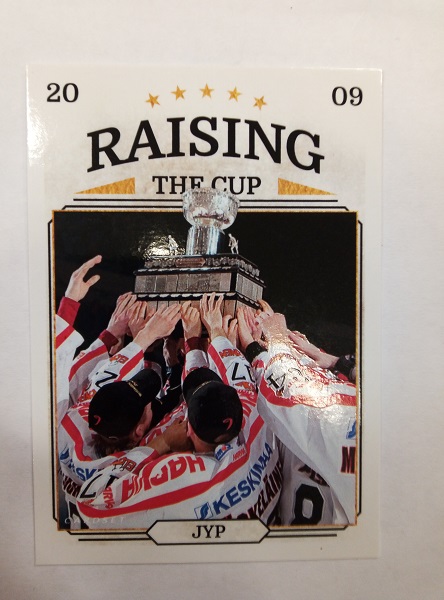 20 09
RAISING
THE CUP
KESKIMAA
JYP